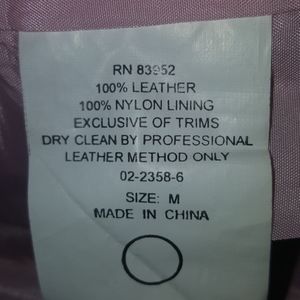 RN 83952
100% LEATHER
100% NYLON LINING
EXCLUSIVE OF TRIMS
DRY CLEAN BY PROFESSIONAL
LEATHER METHOD ONLY
02-2358-6
SIZE: M
MADE IN CHINA